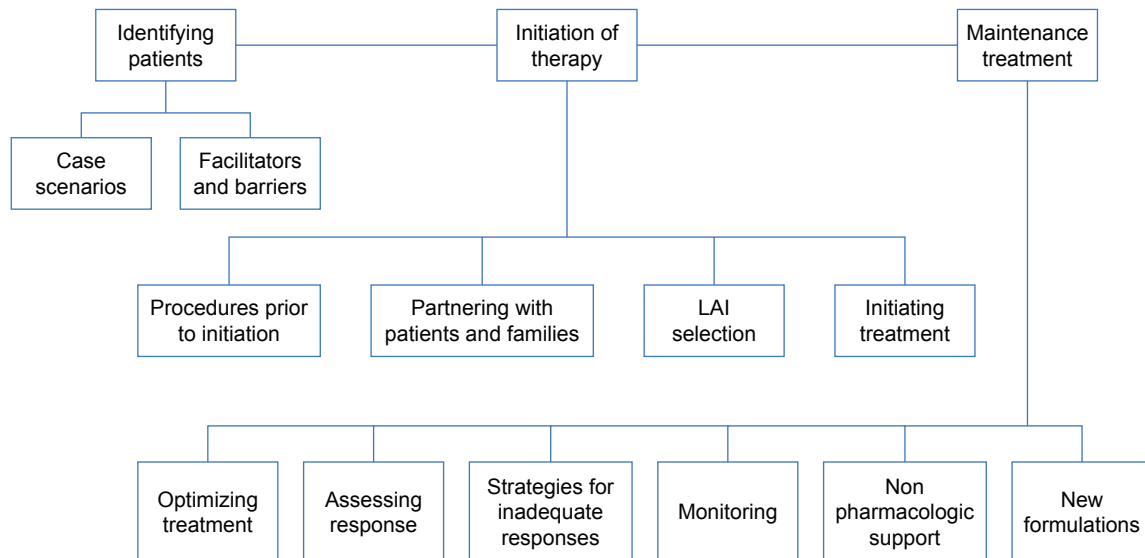 Identifying
patients
Initiation of
therapy
Maintenance
treatment
Case
scenarios
Facilitators
and barriers
Procedures prior
to initiation
Partnering with
patients and families
LAI
selection
Initiating
treatment
Optimizing
treatment
Assessing
response
Strategies for
inadequate
responses
Monitoring
Non
pharmacologic
support
New
formulations